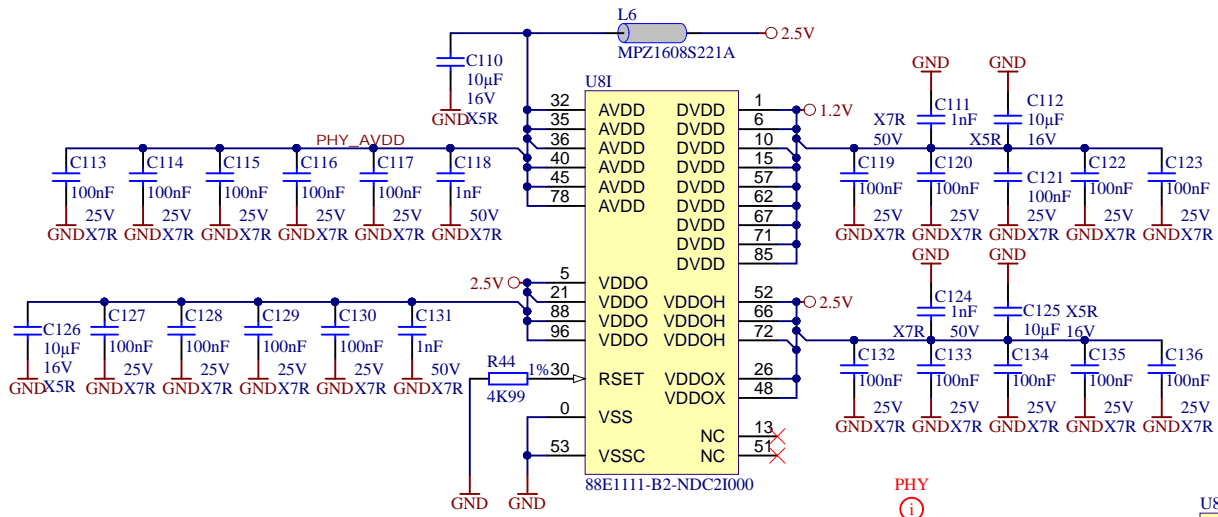 L6
2.5V
MPZ1608S221A
C110
10µF
16V
X5R
GND
U8I
GND
GND
C111
1nF
X7R
50V
C112
10µF
X5R
16V
32 AVDD DVDD 1 1.2V
35 AVDD DVDD 6
36 AVDD DVDD 10
40 AVDD DVDD 15
45 AVDD DVDD 57
78 AVDD DVDD 62
DVDD 67
DVDD 71
DVDD 85
PHY_AVDD
C113 C114 C115 C116 C117 C118
100nF 100nF 100nF 100nF 100nF 1nF
25V 25V 25V 25V 25V 50V
GND X7R GND X7R GND X7R GND X7R GND X7R GND X7R
C119 C120 C121 C122 C123
100nF 100nF 100nF 100nF 100nF
25V 25V 25V 25V 25V
GND X7R GND X7R GND X7R GND X7R GND X7R
2.5V 5 VDDO
21 VDDO VDDOH 52 2.5V
88 VDDO VDDOH 66
96 VDDO VDDOH 72
C126 C127 C128 C129 C130 C131
10µF 100nF 100nF 100nF 100nF 1nF
16V 25V 25V 25V 25V 50V
GND X5R GND X7R GND X7R GND X7R GND X7R GND X7R
GND
GND
C124
1nF
X7R
50V
C125
X5R
10µF
16V
C132 C133 C134 C135 C136
100nF 100nF 100nF 100nF 100nF
25V 25V 25V 25V 25V
GND X7R GND X7R GND X7R GND X7R GND X7R
R44
1%
4K99
30 RSET VDDOX 26
0 VSS VDDOX 48
NC 13
53 VSSC NC 51
GND
GND
88E1111-B2-NDC2I000
PHY
i
U8